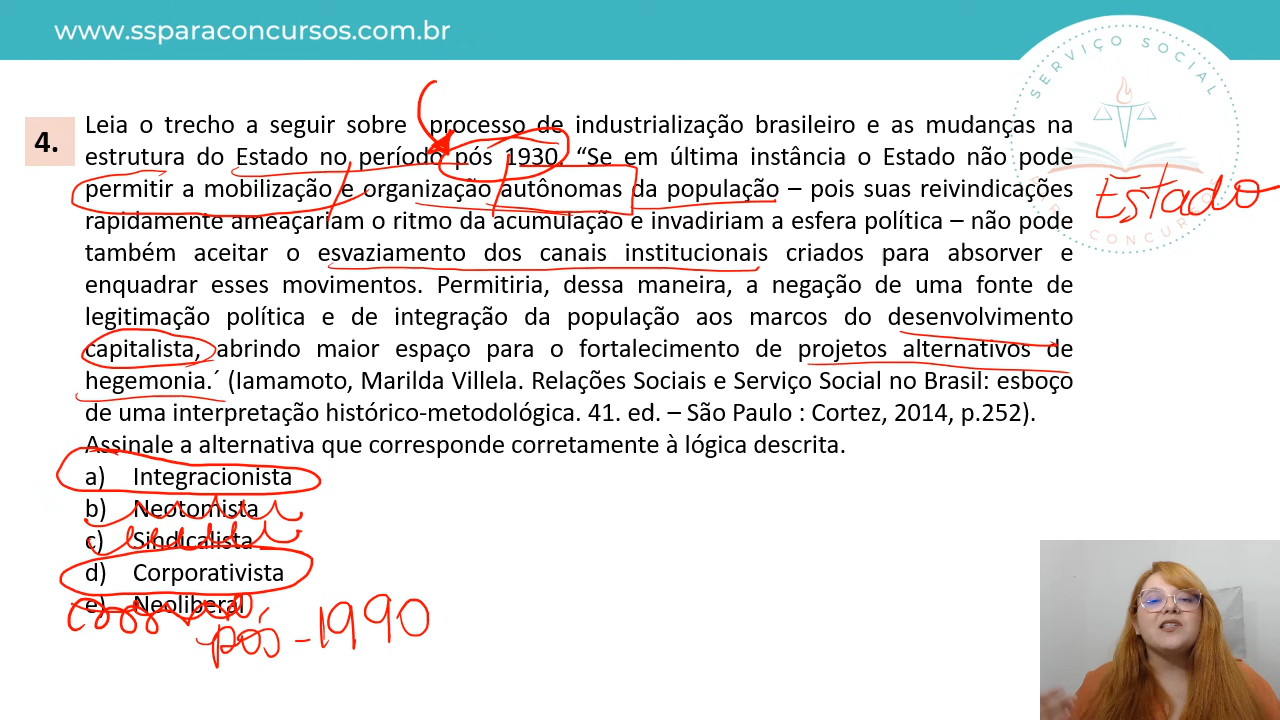 www.ssparaconcursos.com.br
SERVIÇO SOCIAL
PARA CONCURSOS
4.
Leia o trecho a seguir sobre processo de industrialização brasileiro e as mudanças na
estrutura do Estado no período pós 1930. “Se em última instância o Estado não pode
permitir a mobilização e organização autônomas da população – pois suas reivindicações
rapidamente ameaçariam o ritmo da acumulação e invadiriam a esfera política – não pode
também aceitar o esvaziamento dos canais institucionais criados para absorver e
enquadrar esses movimentos. Permitiria, dessa maneira, a negação de uma fonte de
legitimação política e de integração da população aos marcos do desenvolvimento
capitalista, abrindo maior espaço para o fortalecimento de projetos alternativos de
hegemonia.´ (Iamamoto, Marilda Villela. Relações Sociais e Serviço Social no Brasil: esboço
de uma interpretação histórico-metodológica. 41. ed. – São Paulo : Cortez, 2014, p.252).
Assinale a alternativa que corresponde corretamente à lógica descrita.
a) Integracionista
b) Neotomista
c) Sindicalista
d) Corporativista
e) Neoliberal
Estado
pós - 1990